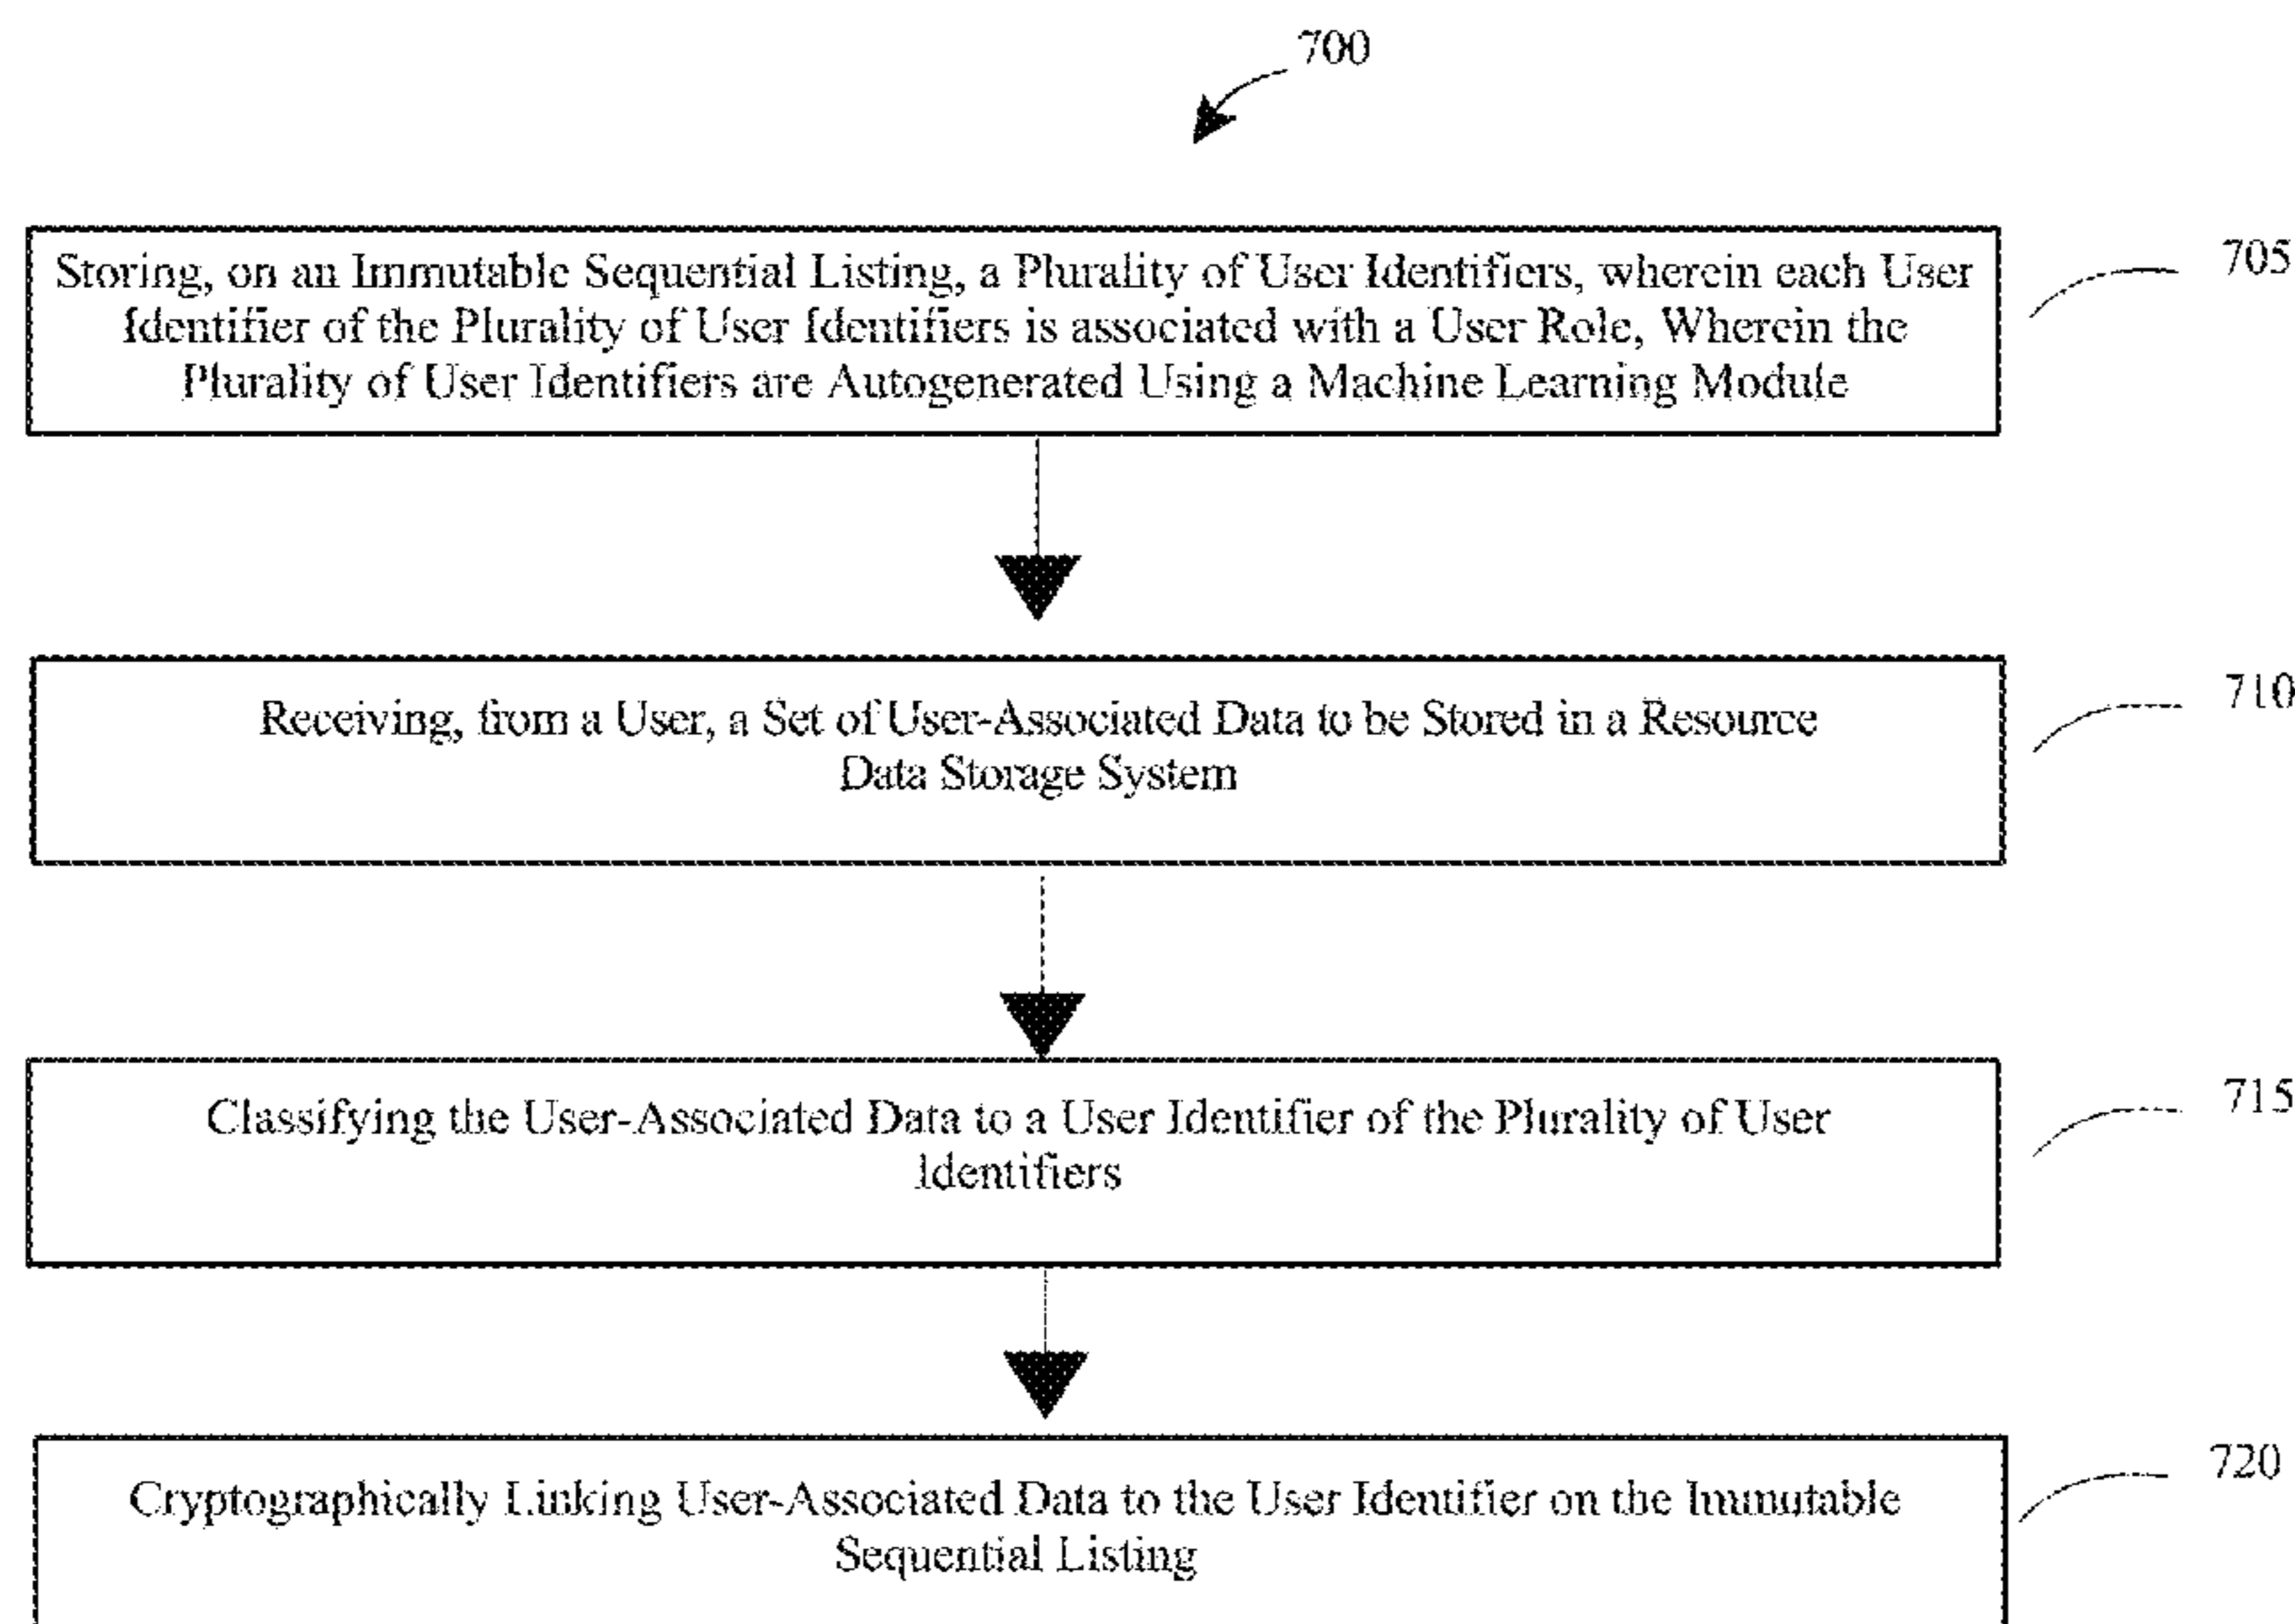 700
Storing, on an Immutable Sequential Listing, a Plurality of User Identifiers, wherein each User
Identifier of the Plurality of User Identifiers is associated with a User Role, Wherein the
Plurality of User Identifiers are Autogenerated Using a Machine Learning Module
705
Receiving, from a User, a Set of User-Associated Data to be Stored in a Resource
Data Storage System
710
Classifying the User-Associated Data to a User Identifier of the Plurality of User
Identifiers
715
Cryptographically Linking User-Associated Data to the User Identifier on the Immutable
Sequential Listing
720